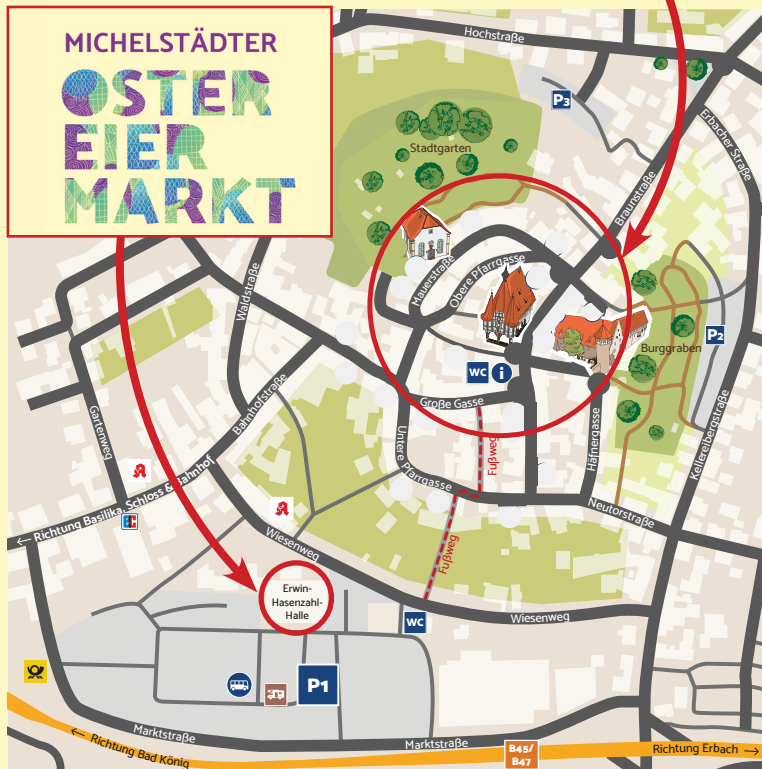 MICHELSTÄDTER
OSTER
EIER
MARKT
Hochstraße
P3
Erbacher Straße
Stadtgarten
Braunstraße
Mauerstraße
Obere Pfarrgasse
Waldstraße
P2
Burggraben
WC i
Große Gasse
Bahnhofstraße
Gartenweg
Untere Pfarrgasse
Fußweg
Häfnergasse
Kellereibergstraße
Neutorstraße
← Richtung Basilika, Schloss & Bahnhof
Wiesenweg
Fußweg
Erwin-
Hasenzahl-
Halle
WC
Wiesenweg
P1
Marktstraße
Marktstraße
← Richtung Bad König
B45/
B47
Richtung Erbach →